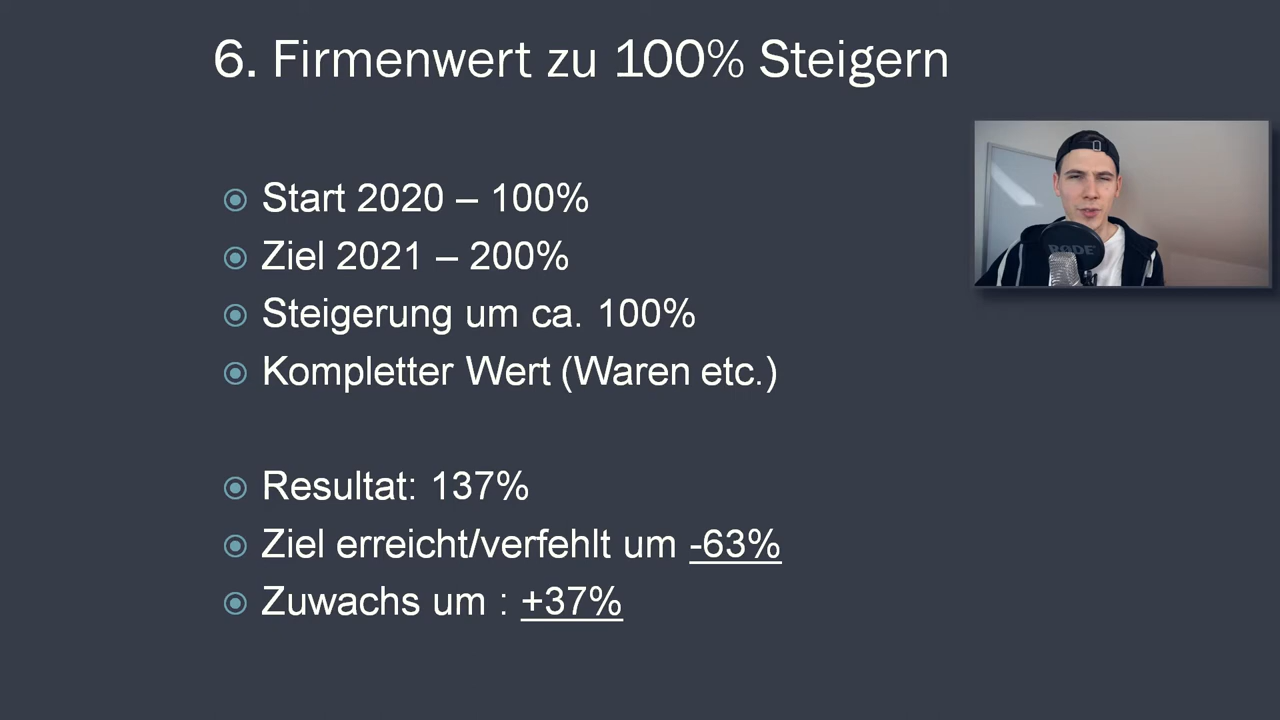 6. Firmenwert zu 100% Steigern
Start 2020 – 100%
Ziel 2021 – 200%
Steigerung um ca. 100%
Kompletter Wert (Waren etc.)
Resultat: 137%
Ziel erreicht/verfehlt um -63%
Zuwachs um : +37%
RØDE